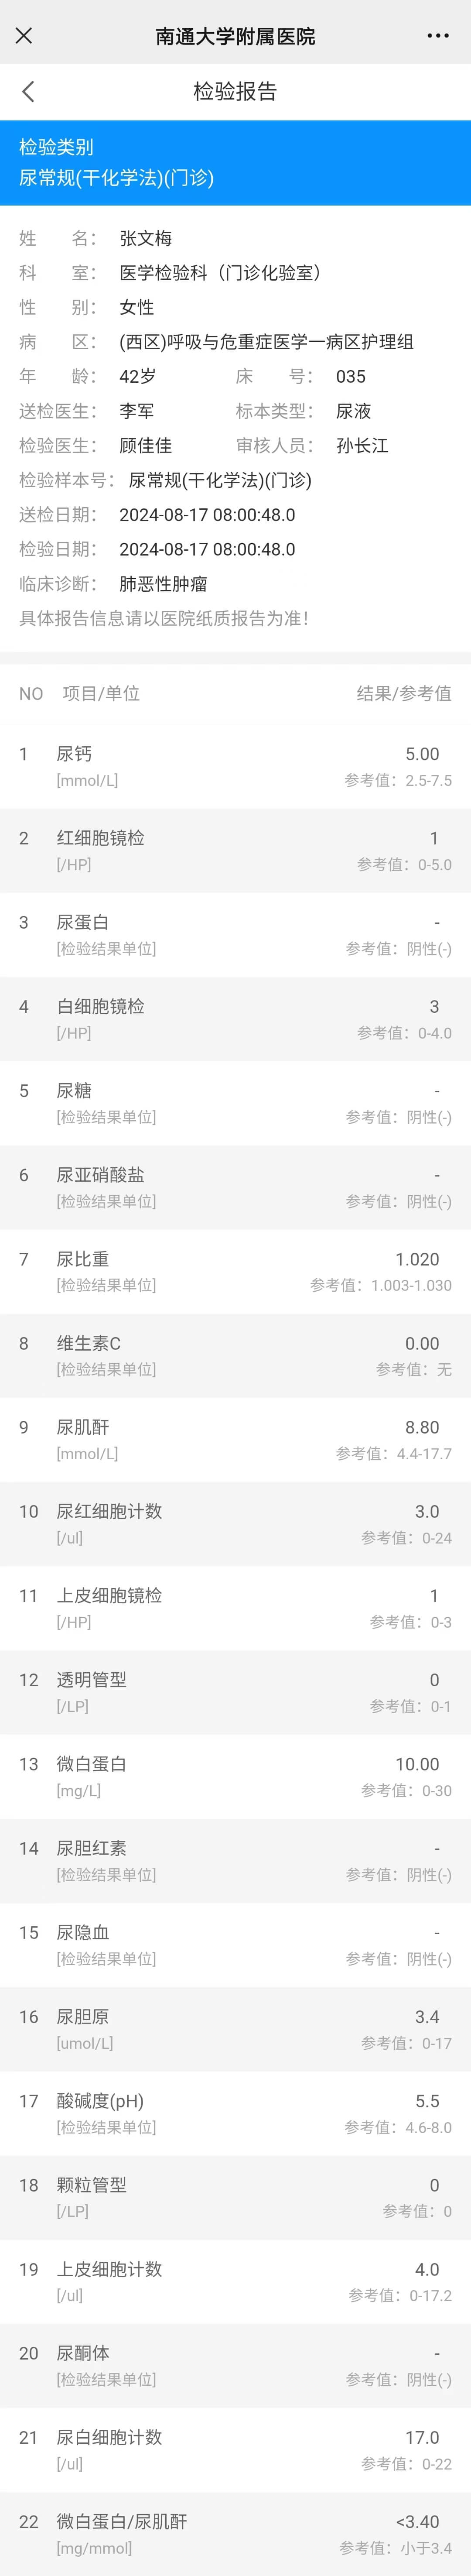 南通大学附属医院
检验报告
检验类别
尿常规(干化学法)(门诊)
姓 名： 张文梅
科 室： 医学检验科（门诊化验室）
性 别： 女性
病 区： (西区)呼吸与危重症医学一病区护理组
年 龄： 42岁 床 号： 035
送检医生： 李军 标本类型： 尿液
检验医生： 顾佳佳 审核人员： 孙长江
检验样本号： 尿常规(干化学法)(门诊)
送检日期： 2024-08-17 08:00:48.0
检验日期： 2024-08-17 08:00:48.0
临床诊断： 肺恶性肿瘤
具体报告信息请以医院纸质报告为准！
NO 项目/单位 结果/参考值
1 尿钙 5.00
[mmol/L] 参考值：2.5-7.5
2 红细胞镜检 1
[/HP] 参考值：0-5.0
3 尿蛋白 -
[检验结果单位] 参考值：阴性(-)
4 白细胞镜检 3
[/HP] 参考值：0-4.0
5 尿糖 -
[检验结果单位] 参考值：阴性(-)
6 尿亚硝酸盐 -
[检验结果单位] 参考值：阴性(-)
7 尿比重 1.020
[检验结果单位] 参考值：1.003-1.030
8 维生素C 0.00
[检验结果单位] 参考值：无
9 尿肌酐 8.80
[mmol/L] 参考值：4.4-17.7
10 尿红细胞计数 3.0
[/ul] 参考值：0-24
11 上皮细胞镜检 1
[/HP] 参考值：0-3
12 透明管型 0
[/LP] 参考值：0-1
13 微白蛋白 10.00
[mg/L] 参考值：0-30
14 尿胆红素 -
[检验结果单位] 参考值：阴性(-)
15 尿隐血 -
[检验结果单位] 参考值：阴性(-)
16 尿胆原 3.4
[umol/L] 参考值：0-17
17 酸碱度(pH) 5.5
[检验结果单位] 参考值：4.6-8.0
18 颗粒管型 0
[/LP] 参考值：0
19 上皮细胞计数 4.0
[/ul] 参考值：0-17.2
20 尿酮体 -
[检验结果单位] 参考值：阴性(-)
21 尿白细胞计数 17.0
[/ul] 参考值：0-22
22 微白蛋白/尿肌酐 <3.40
[mg/mmol] 参考值：小于3.4